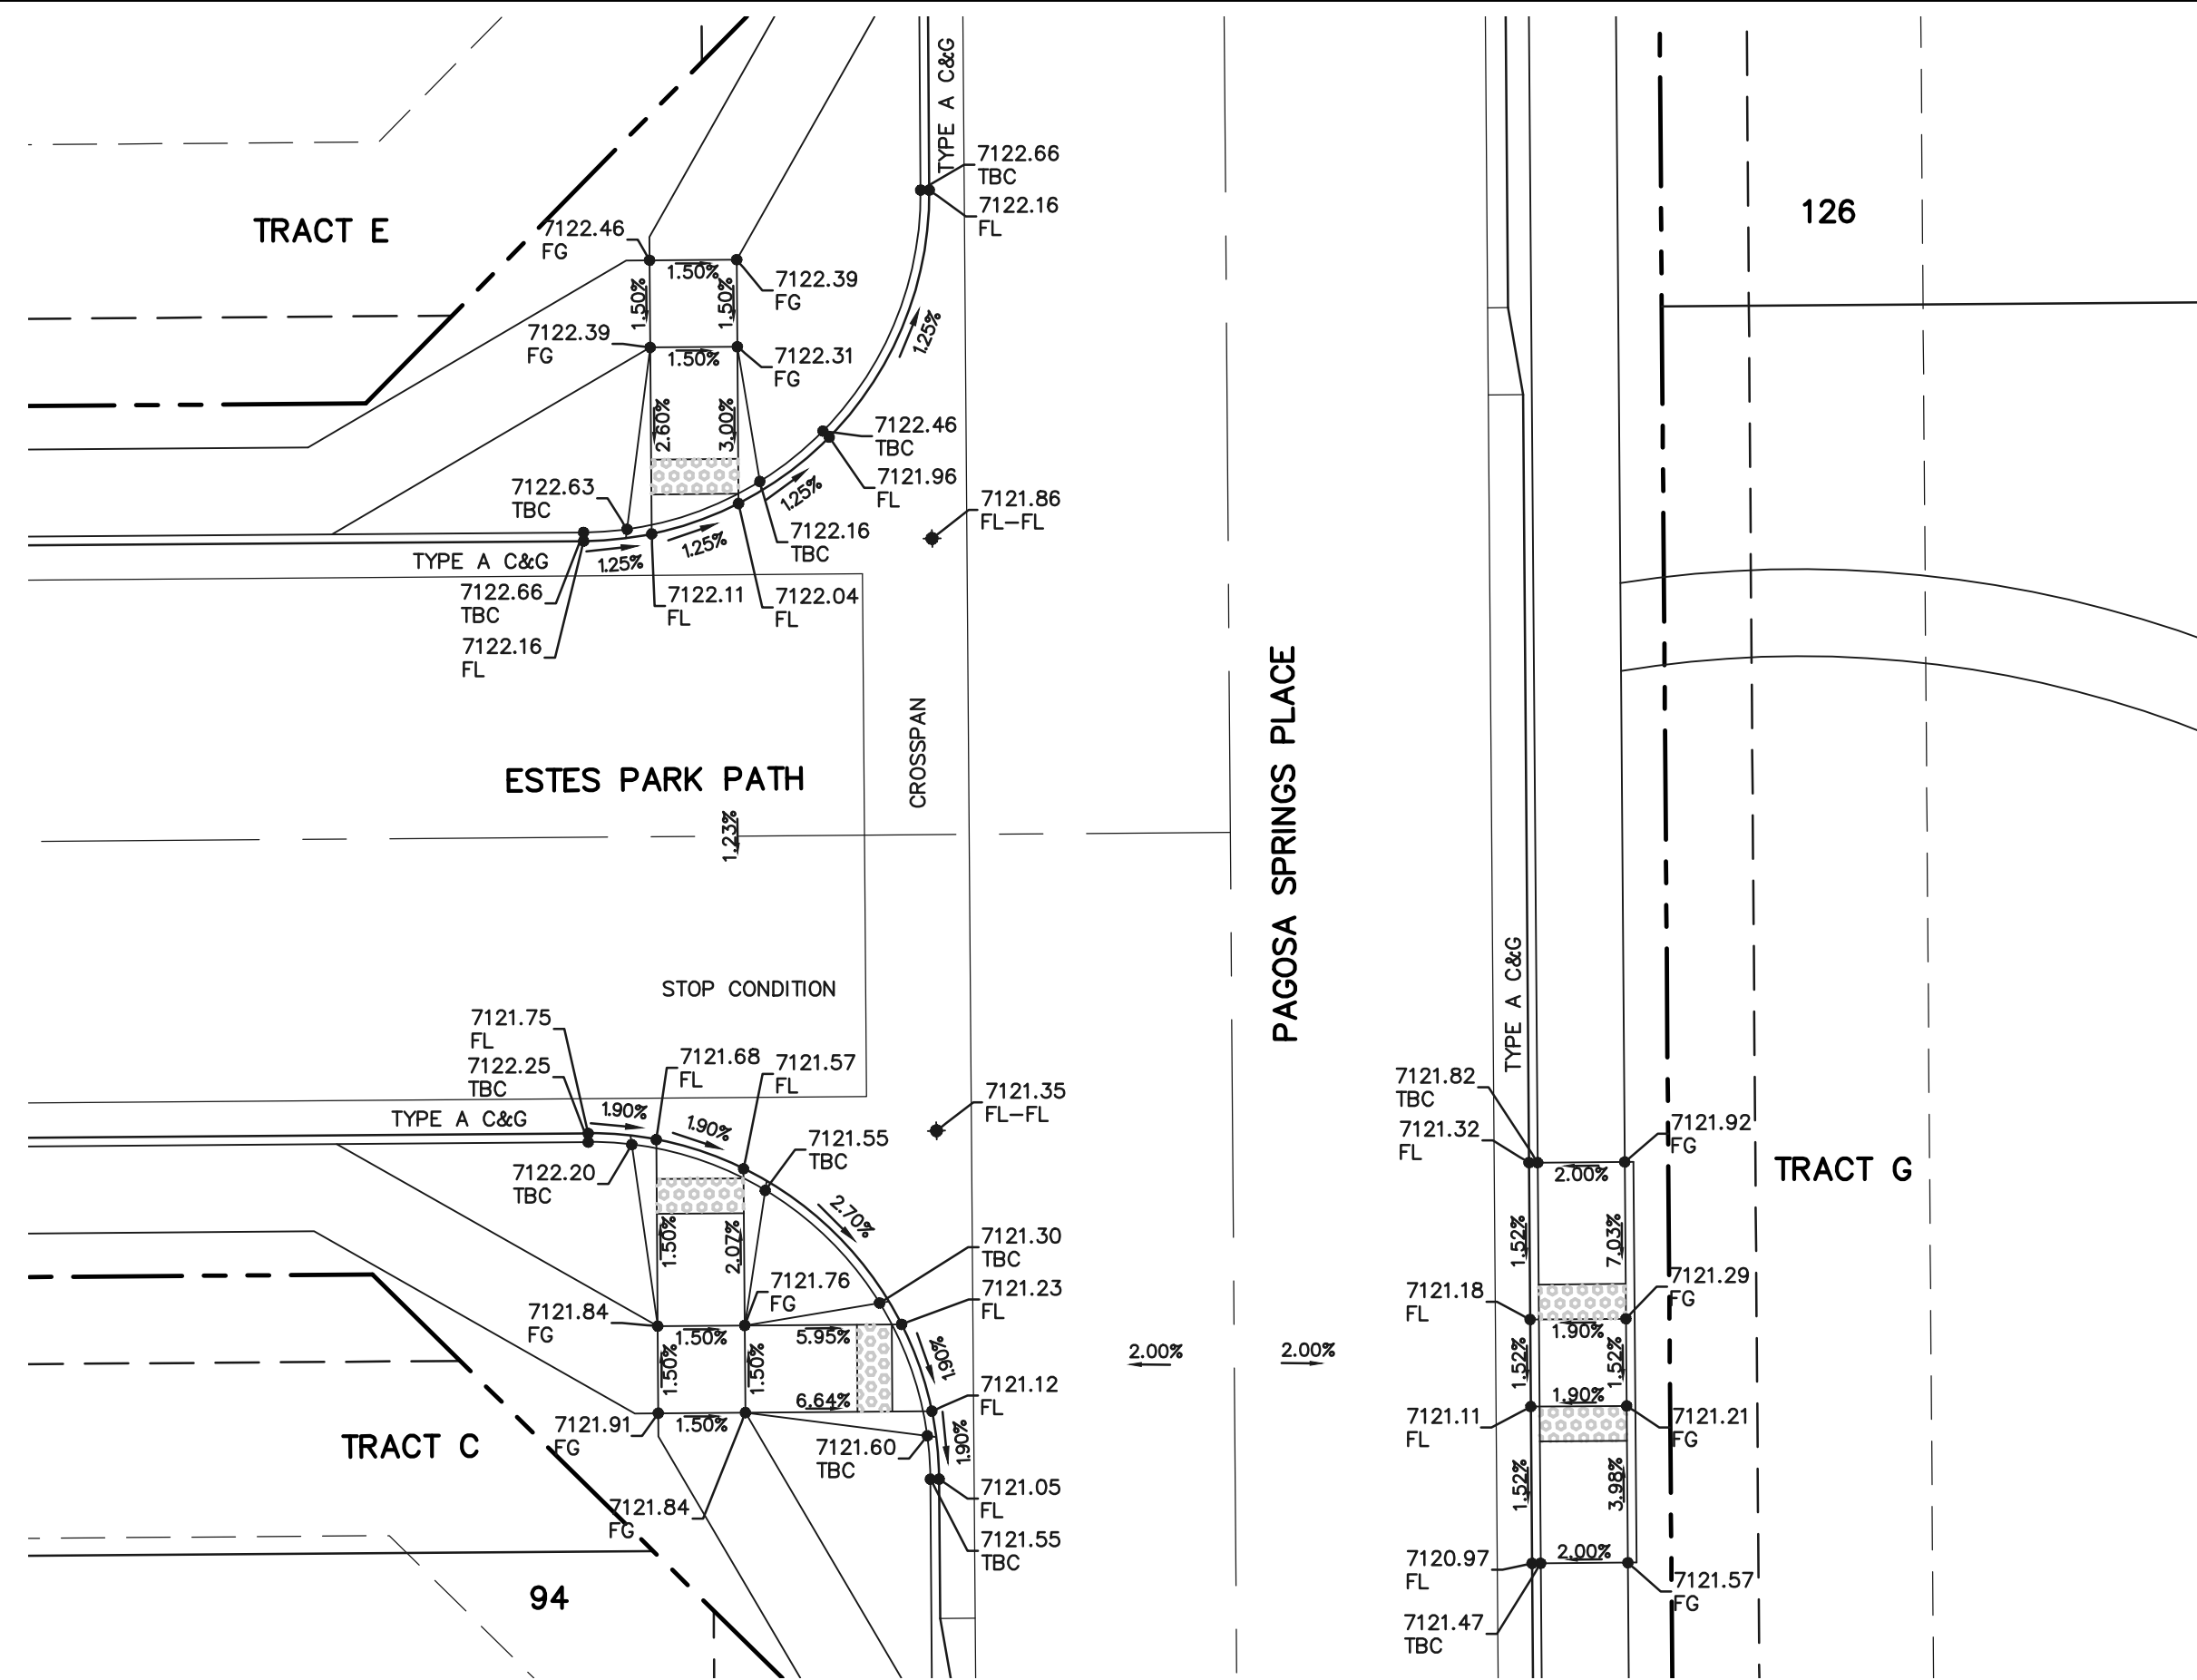 TYPE A C&G
7122.66
TBC
7122.16
FL
126
TRACT E
7122.46
FG
1.50%
7122.39
FG
1.50%
1.50%
7122.39
FG
1.50%
7122.31
FG
1.25%
2.60%
3.00%
7122.46
TBC
7121.96
FL
7122.63
TBC
1.25%
7121.86
FL-FL
7122.16
TBC
1.25%
1.25%
TYPE A C&G
7122.66
TBC
7122.11
FL
7122.04
FL
7122.16
FL
PAGOSA SPRINGS PLACE
CROSSPAN
ESTES PARK PATH
1.23%
STOP CONDITION
TYPE A C&G
7121.75
FL
7122.25
TBC
7121.68
FL
7121.57
FL
7121.35
FL-FL
7121.82
TBC
7121.32
FL
7121.92
FG
TRACT G
2.00%
TYPE A C&G
1.90%
1.90%
7121.55
TBC
7122.20
TBC
2.70%
1.50%
2.07%
7121.30
TBC
7121.23
FL
1.52%
7.03%
7121.76
FG
7121.84
FG
1.50%
5.95%
7121.18
FL
7121.29
FG
1.90%
1.50%
1.50%
1.90%
2.00%
2.00%
1.52%
1.52%
7121.12
FL
6.64%
1.90%
7121.91
FG
1.50%
7121.11
FL
7121.21
FG
TRACT C
7121.60
TBC
1.90%
1.52%
3.98%
7121.84
FG
7121.05
FL
7121.55
TBC
2.00%
7120.97
FL
7121.57
FG
94
7121.47
TBC